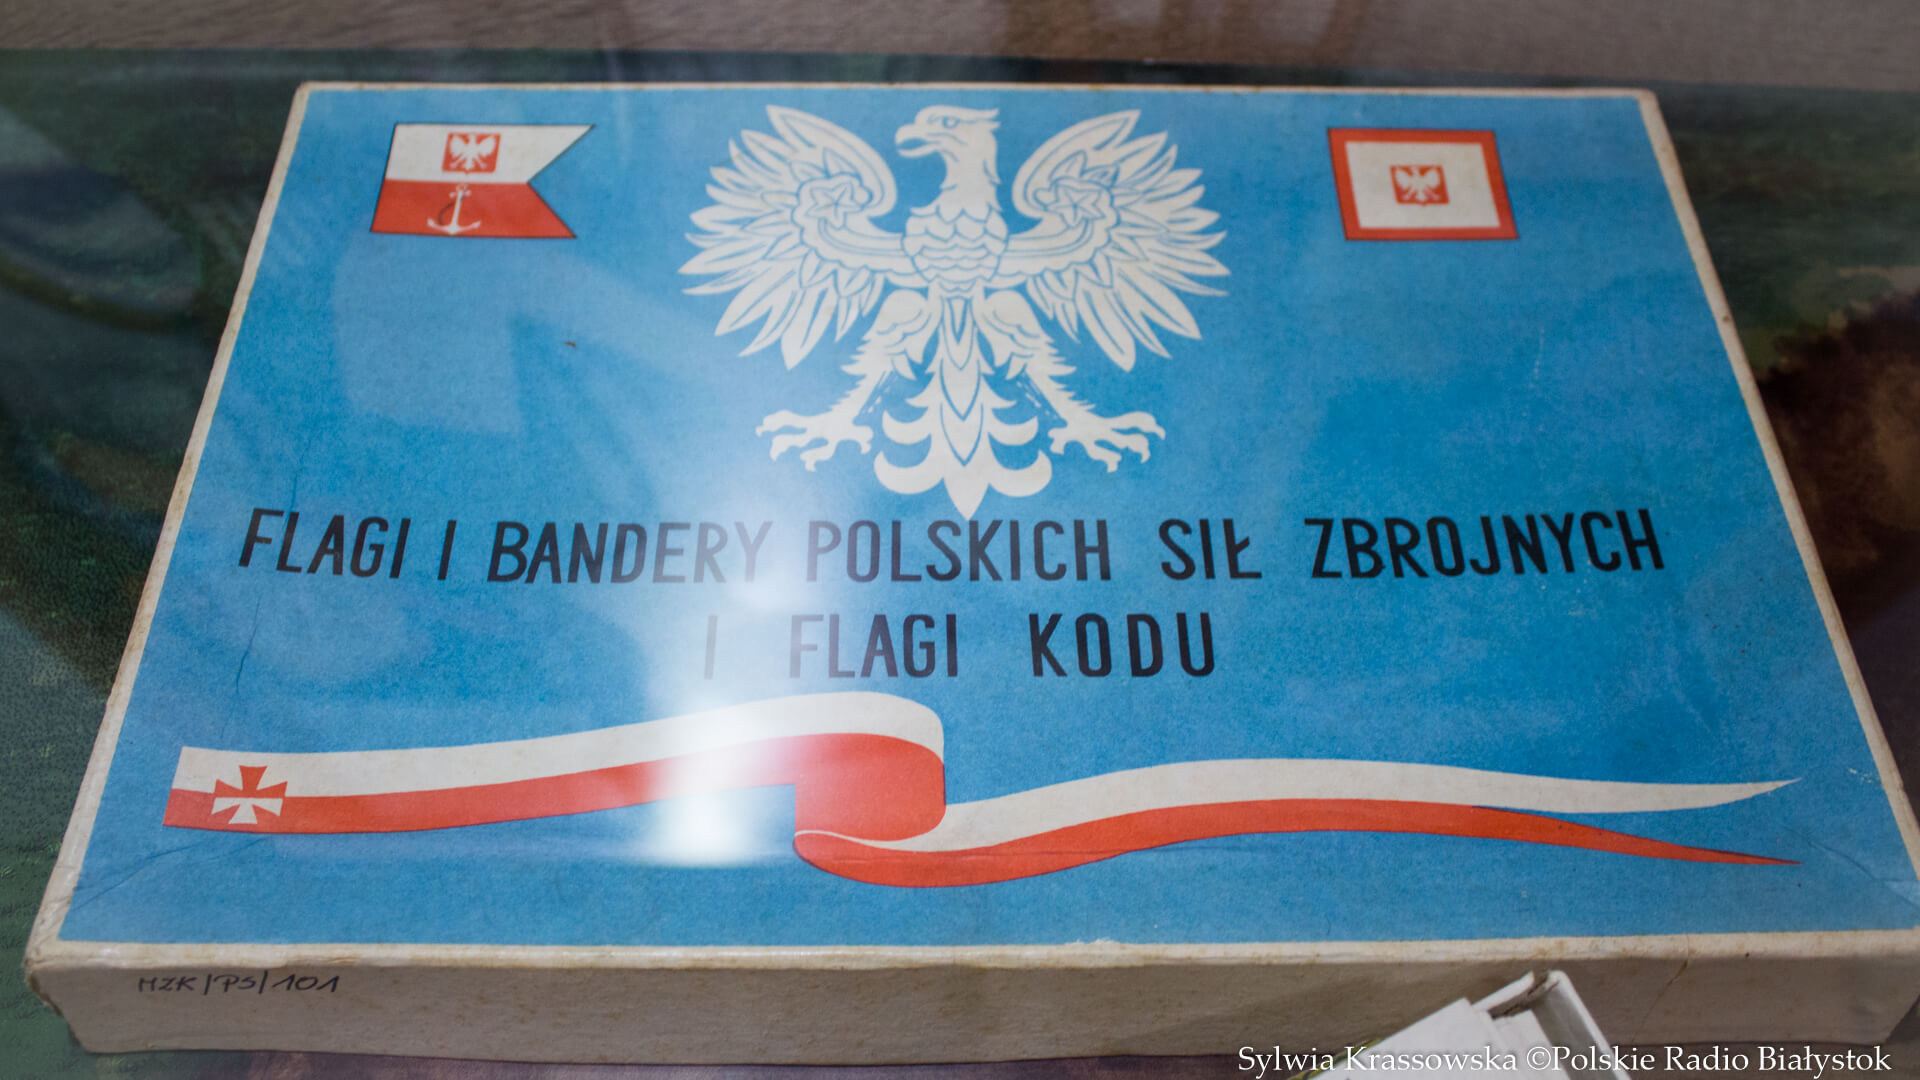 FLAGI I BANDERY POLSKICH SIŁ ZBROJNYCH
I FLAGI KODU
MZK/PS/101
Sylwia Krassowska ©Polskie Radio Białystok